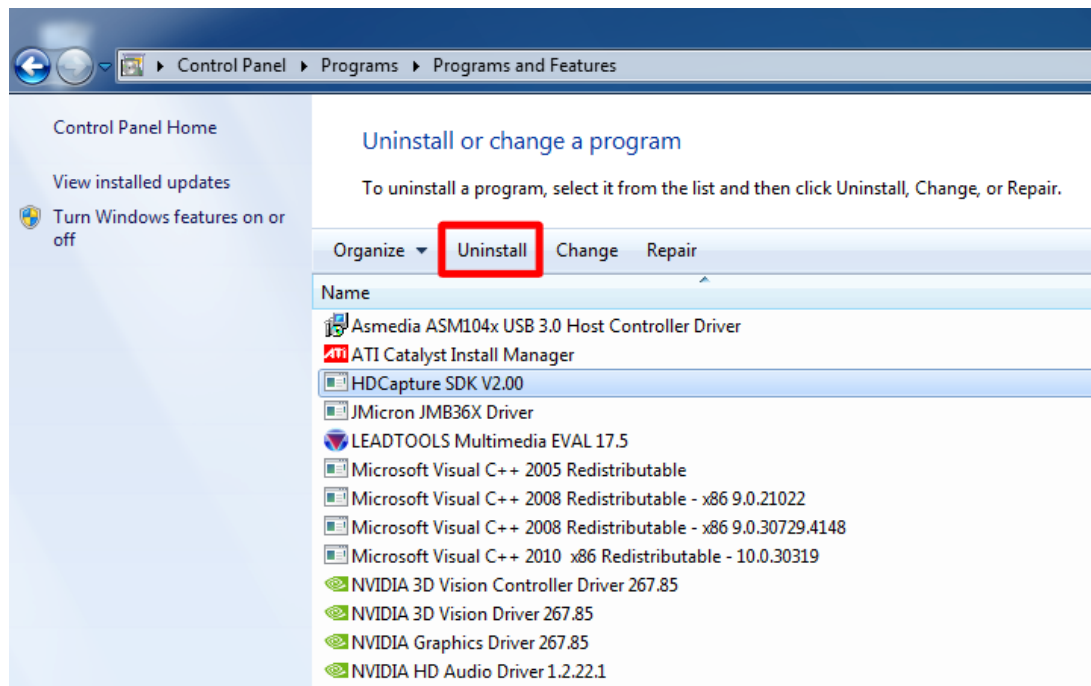 Control Panel Programs Programs and Features
Control Panel Home
View installed updates
Turn Windows features on or
off
Uninstall or change a program
To uninstall a program, select it from the list and then click Uninstall, Change, or Repair.
Organize Uninstall Change Repair
Name
Asmedia ASM104x USB 3.0 Host Controller Driver
ATI ATI Catalyst Install Manager
HDCapture SDK V2.00
JMicron JMB36X Driver
LEADTOOLS Multimedia EVAL 17.5
Microsoft Visual C++ 2005 Redistributable
Microsoft Visual C++ 2008 Redistributable - x86 9.0.21022
Microsoft Visual C++ 2008 Redistributable - x86 9.0.30729.4148
Microsoft Visual C++ 2010 x86 Redistributable - 10.0.30319
NVIDIA 3D Vision Controller Driver 267.85
NVIDIA 3D Vision Driver 267.85
NVIDIA Graphics Driver 267.85
NVIDIA HD Audio Driver 1.2.22.1